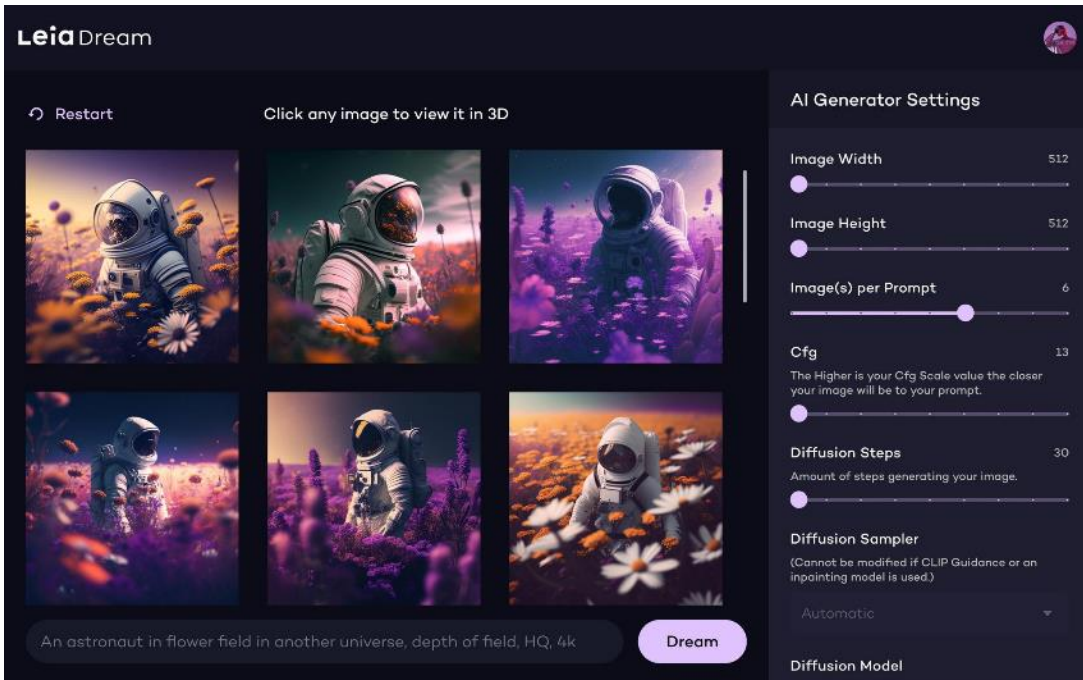 Leia Dream
Restart
Click any image to view it in 3D
An astronaut in flower field in another universe, depth of field, HQ, 4k
Dream
AI Generator Settings
Image Width 512
Image Height 512
Image(s) per Prompt 6
Cfg 13
The Higher is your Cfg Scale value the closer
your image will be to your prompt.
Diffusion Steps 30
Amount of steps generating your image.
Diffusion Sampler
(Cannot be modified if CLIP Guidance or an
inpainting model is used.)
Automatic
Diffusion Model